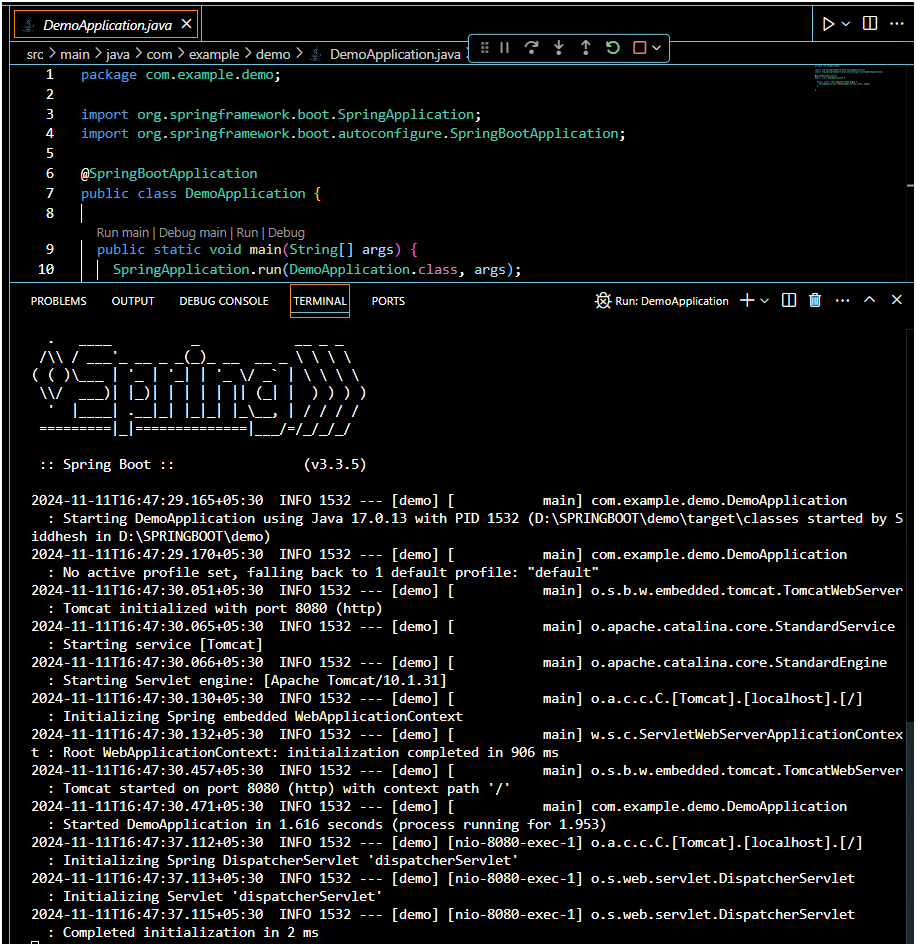 DemoApplication.java
src > main > java > com > example > demo > DemoApplication.java
1 package com.example.demo;
2
3 import org.springframework.boot.SpringApplication;
4 import org.springframework.boot.autoconfigure.SpringBootApplication;
5
6 @SpringBootApplication
7 public class DemoApplication {
8
Run main | Debug main | Run | Debug
9 public static void main(String[] args) {
10 SpringApplication.run(DemoApplication.class, args);
PROBLEMS OUTPUT DEBUG CONSOLE TERMINAL PORTS Run: DemoApplication
  .   ____          _            __ _ _
 /\\ / ___'_ __ _ _(_)_ __  __ _ \ \ \ \
( ( )\___ | '_ | '_| | '_ \/ _` | \ \ \ \
 \\/  ___)| |_)| | | | | || (_| |  ) ) ) )
  '  |____| .__|_| |_|_| |_\__, | / / / /
 =========|_|==============|___/=/_/_/_/
 :: Spring Boot ::                (v3.3.5)
2024-11-11T16:47:29.165+05:30  INFO 1532 --- [demo] [           main] com.example.demo.DemoApplication
  : Starting DemoApplication using Java 17.0.13 with PID 1532 (D:\SPRINGBOOT\demo\target\classes started by S
iddhesh in D:\SPRINGBOOT\demo)
2024-11-11T16:47:29.170+05:30  INFO 1532 --- [demo] [           main] com.example.demo.DemoApplication
  : No active profile set, falling back to 1 default profile: "default"
2024-11-11T16:47:30.051+05:30  INFO 1532 --- [demo] [           main] o.s.b.w.embedded.tomcat.TomcatWebServer
  : Tomcat initialized with port 8080 (http)
2024-11-11T16:47:30.065+05:30  INFO 1532 --- [demo] [           main] o.apache.catalina.core.StandardService
  : Starting service [Tomcat]
2024-11-11T16:47:30.066+05:30  INFO 1532 --- [demo] [           main] o.apache.catalina.core.StandardEngine
  : Starting Servlet engine: [Apache Tomcat/10.1.31]
2024-11-11T16:47:30.130+05:30  INFO 1532 --- [demo] [           main] o.a.c.c.C.[Tomcat].[localhost].[/]
  : Initializing Spring embedded WebApplicationContext
2024-11-11T16:47:30.132+05:30  INFO 1532 --- [demo] [           main] w.s.c.ServletWebServerApplicationContex
t : Root WebApplicationContext: initialization completed in 906 ms
2024-11-11T16:47:30.457+05:30  INFO 1532 --- [demo] [           main] o.s.b.w.embedded.tomcat.TomcatWebServer
  : Tomcat started on port 8080 (http) with context path '/'
2024-11-11T16:47:30.471+05:30  INFO 1532 --- [demo] [           main] com.example.demo.DemoApplication
  : Started DemoApplication in 1.616 seconds (process running for 1.953)
2024-11-11T16:47:37.112+05:30  INFO 1532 --- [demo] [nio-8080-exec-1] o.a.c.c.C.[Tomcat].[localhost].[/]
  : Initializing Spring DispatcherServlet 'dispatcherServlet'
2024-11-11T16:47:37.113+05:30  INFO 1532 --- [demo] [nio-8080-exec-1] o.s.web.servlet.DispatcherServlet
  : Initializing Servlet 'dispatcherServlet'
2024-11-11T16:47:37.115+05:30  INFO 1532 --- [demo] [nio-8080-exec-1] o.s.web.servlet.DispatcherServlet
  : Completed initialization in 2 ms